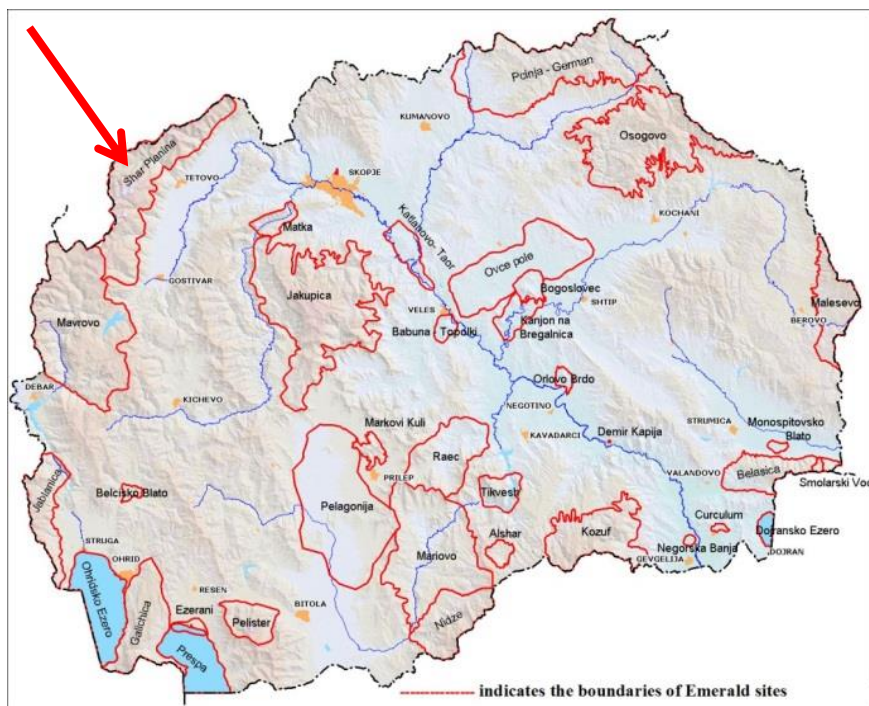 Pcinja - German
KUMANOVO
Osogovo
Shar Planina
TETOVO
SKOPJE
KOCHANI
Matka
Katlanovo- Taor
Ovce pole
GOSTIVAR
Jakupica
Bogoslovec
SHTIP
Malesevo
Mavrovo
VELES
BEROVO
Babuna - Topolki
Kanjon na
Bregalnica
DEBAR
KICHEVO
Orlovo Brdo
NEGOTINO
Markovi Kuli
Demir Kapija
STRUMICA
Monospitovsko
Blato
KAVADARCI
Raec
PRILEP
VALANDOVO
Belasica
Smolarski Vod
Jablanica
Belcisko Blato
Pelagonija
Tikvesh
Curculum
Dojransko Ezero
STRUGA
Alshar
Kozuf
Negorska Banja
DOJRAN
OHRID
Mariovo
GEVGELIJA
Ohridsko Ezero
Galichica
RESEN
Ezerani
Pelister
BITOLA
Nidze
Prespa
indicates the boundaries of Emerald sites